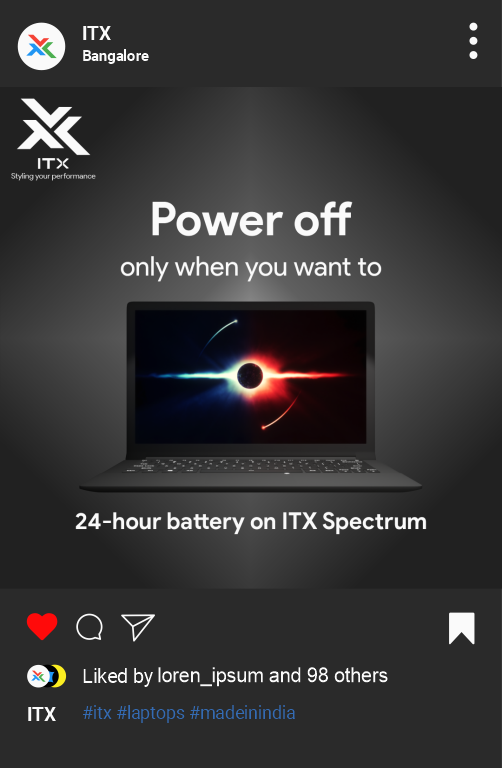 ITX
Bangalore
ITX
Styling your performance
Power off
only when you want to
24-hour battery on ITX Spectrum
Liked by loren_ipsum and 98 others
ITX #itx #laptops #madeinindia